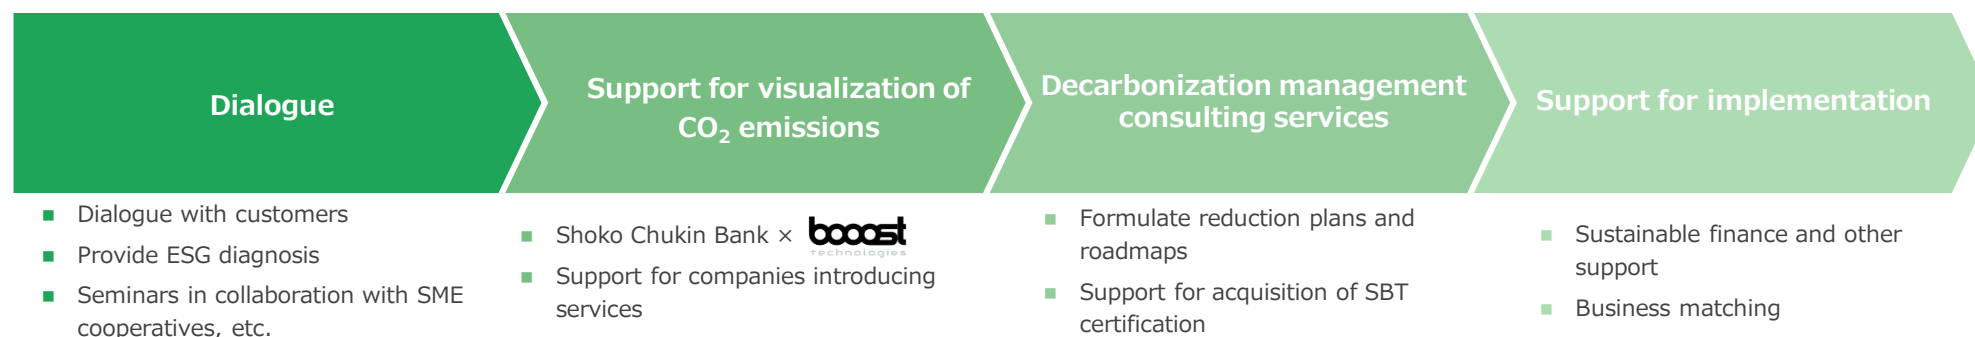 Dialogue
Dialogue with customers
Provide ESG diagnosis
Seminars in collaboration with SME
cooperatives, etc.
Support for visualization of
CO₂ emissions
Shoko Chukin Bank × booost
technologies
Support for companies introducing
services
Decarbonization management
consulting services
Formulate reduction plans and
roadmaps
Support for acquisition of SBT
certification
Support for implementation
Sustainable finance and other
support
Business matching